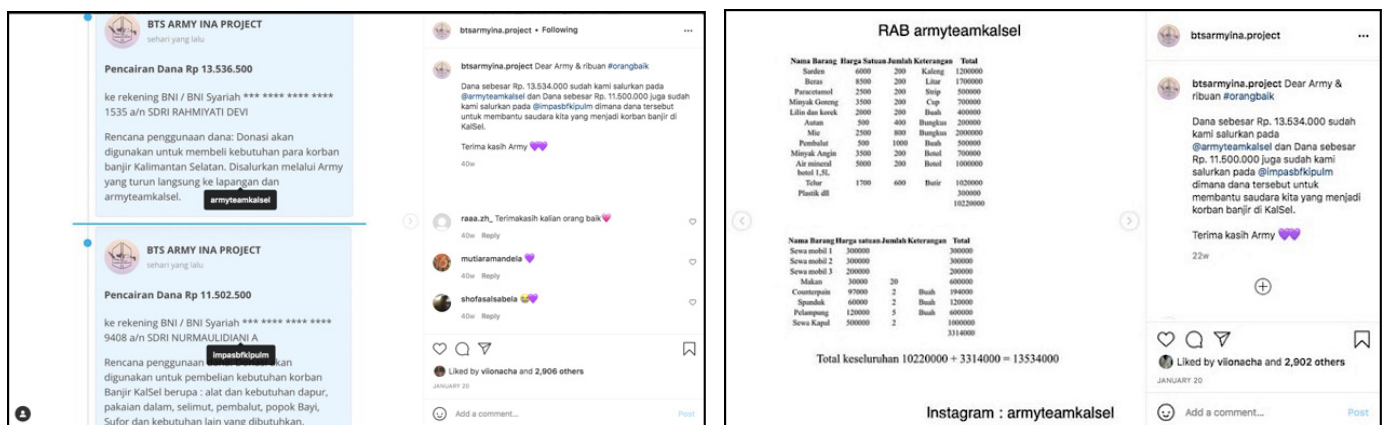 BTS ARMY INA PROJECT
sehari yang lalu
Pencairan Dana Rp 13.536.500
ke rekening BNI / BNI Syariah *** **** **** ****
1535 a/n SDRI RAHMIYATI DEVI
Rencana penggunaan dana: Donasi akan
digunakan untuk membeli kebutuhan para korban
banjir Kalimantan Selatan. Disalurkan melalui Army
yang turun langsung ke lapangan dan
armyteamkalsel.
armyteamkalsel
BTS ARMY INA PROJECT
sehari yang lalu
Pencairan Dana Rp 11.502.500
ke rekening BNI / BNI Syariah *** **** **** ****
9408 a/n SDRI NURMAULIDIANI A
impasbfkipulm
Rencana penggunaan akan
digunakan untuk pembelian kebutuhan korban
Banjir KalSel berupa : alat dan kebutuhan dapur,
pakaian dalam, selimut, pembalut, popok Bayi,
Sufor dan kebutuhan lain yang dibutuhkan.
btsarmyina.project • Following
btsarmyina.project Dear Army & ribuan #orangbaik
Dana sebesar Rp. 13.534.000 sudah kami salurkan pada
@armyteamkalsel dan Dana sebesar Rp. 11.500.000 juga sudah
kami salurkan pada @impasbfkipulm dimana dana tersebut
untuk membantu saudara kita yang menjadi korban banjir di
KalSel.
Terima kasih Army 💜💜
40w
raaa.zh_ Terimakasih kalian orang baik💗
40w Reply
mutiaramandela 💜
40w Reply
shofasalsabela 😭💜
40w Reply
Liked by viionacha and 2,906 others
JANUARY 20
Add a comment... Post
RAB armyteamkalsel
Nama Barang Harga Satuan Jumlah Keterangan Total
Sarden 6000 200 Kaleng 1200000
Beras 8500 200 Litar 1700000
Paracetamol 2500 200 Strip 500000
Minyak Goreng 3500 200 Cup 700000
Lilin dan korek 2000 200 Buah 400000
Autan 500 400 Bungkus 200000
Mie 2500 800 Bungkus 2000000
Pembalut 500 1000 Buah 500000
Minyak Angin 3500 200 Botol 700000
Air mineral 5000 200 Botol 1000000
botol 1,5L
Telur 1700 600 Butir 1020000
Plastik dll 300000
10220000
Nama Barang Harga satuan Jumlah Keterangan Total
Sewa mobil 1 300000 300000
Sewa mobil 2 300000 300000
Sewa mobil 3 200000 200000
Makan 30000 20 600000
Counterpain 97000 2 Buah 194000
Spanduk 60000 2 Buah 120000
Pelampung 120000 5 Buah 600000
Sewa Kapal 500000 2 1000000
3314000
Total keseluruhan 10220000 + 3314000 = 13534000
Instagram : armyteamkalsel
btsarmyina.project
btsarmyina.project Dear Army &
ribuan #orangbaik
Dana sebesar Rp. 13.534.000 sudah
kami salurkan pada
@armyteamkalsel dan Dana sebesar
Rp. 11.500.000 juga sudah kami
salurkan pada @impasbfkipulm
dimana dana tersebut untuk
membantu saudara kita yang menjadi
korban banjir di KalSel.
Terima kasih Army 💜💜
22w
Liked by viionacha and 2,902 others
JANUARY 20
Add a comment... Post